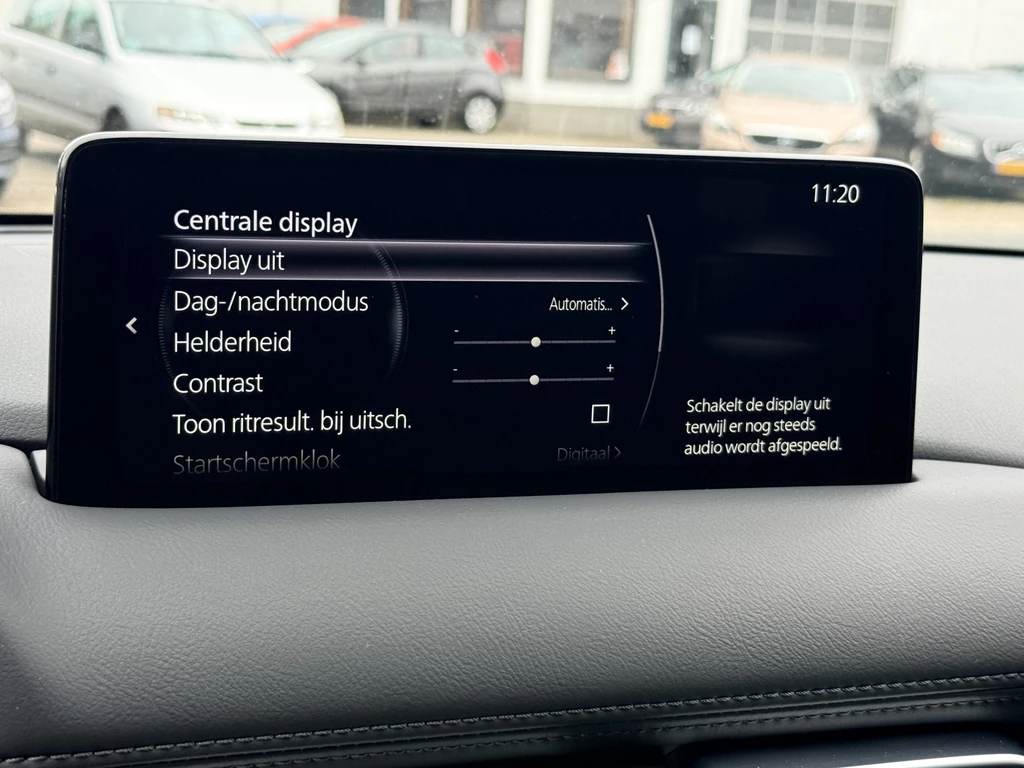 11:20
Centrale display
Display uit
Dag-/nachtmodus Automatis... >
Helderheid - +
Contrast - +
Toon ritresult. bij uitsch.
Startschermklok Digitaal >
Schakelt de display uit
terwijl er nog steeds
audio wordt afgespeeld.